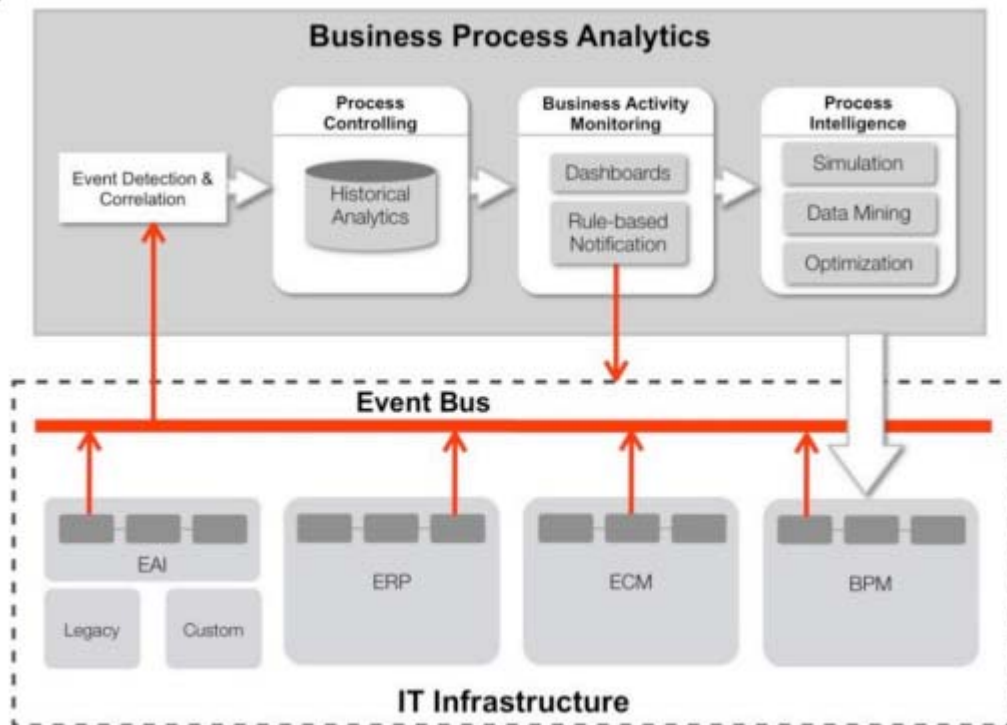 Business Process Analytics
Event Detection &
Correlation
Process
Controlling
Historical
Analytics
Business Activity
Monitoring
Dashboards
Rule-based
Notification
Process
Intelligence
Simulation
Data Mining
Optimization
Event Bus
EAI
Legacy
Custom
ERP
ECM
BPM
IT Infrastructure